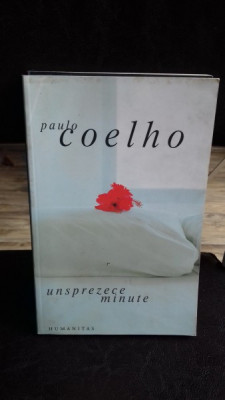 paulo
coelho
unsprezece
minute
HUMANITAS